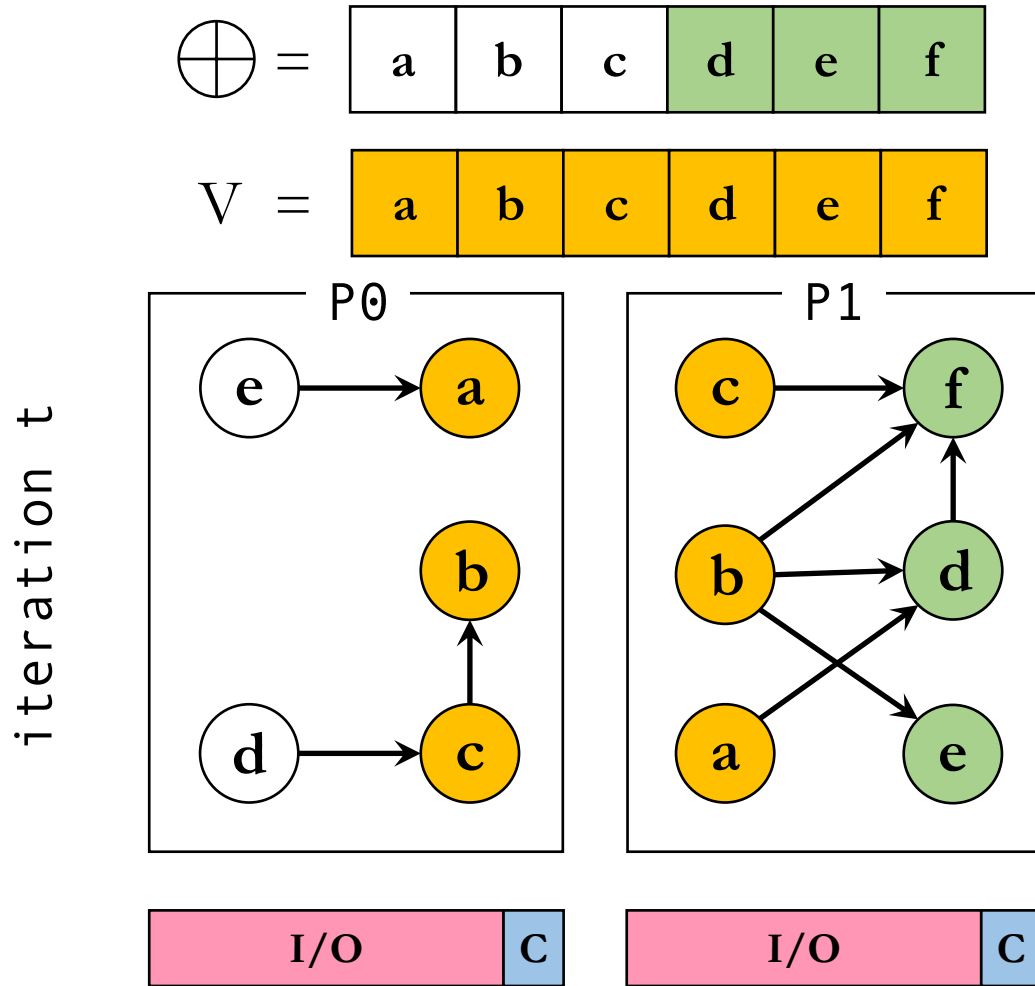 ⊕ = a b c d e f
V = a b c d e f
iteration t
P0
e a
b
d c
I/O C
P1
c f
b d
a e
I/O C